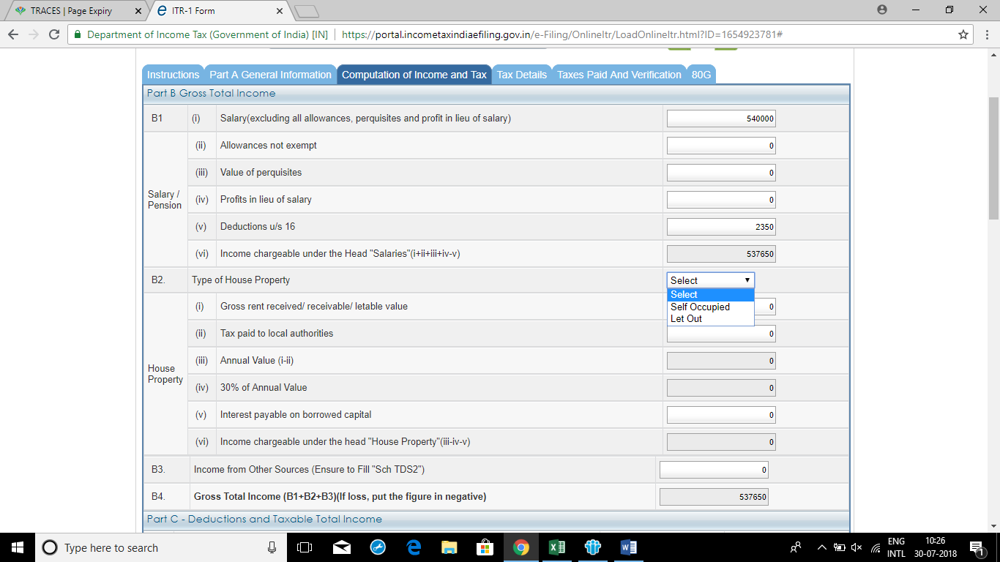 TRACES | Page Expiry
ITR-1 Form
Department of Income Tax (Government of India) [IN] https://portal.incometaxindiaefiling.gov.in/e-Filing/OnlineItr/LoadOnlineItr.html?ID=1654923781#
Instructions Part A General Information Computation of Income and Tax Tax Details Taxes Paid And Verification 80G
Part B Gross Total Income
B1 (i) Salary(excluding all allowances, perquisites and profit in lieu of salary) 540000
(ii) Allowances not exempt 0
(iii) Value of perquisites 0
Salary / Pension
(iv) Profits in lieu of salary 0
(v) Deductions u/s 16 2350
(vi) Income chargeable under the Head "Salaries"(i+ii+iii+iv-v) 537650
B2. Type of House Property Select
Select
Self Occupied
Let Out
(i) Gross rent received/ receivable/ letable value 0
(ii) Tax paid to local authorities 0
(iii) Annual Value (i-ii) 0
House Property
(iv) 30% of Annual Value 0
(v) Interest payable on borrowed capital 0
(vi) Income chargeable under the head "House Property"(iii-iv-v) 0
B3. Income from Other Sources (Ensure to Fill "Sch TDS2") 0
B4. Gross Total Income (B1+B2+B3)(If loss, put the figure in negative) 537650
Part C - Deductions and Taxable Total Income
Type here to search
ENG
INTL
10:26
30-07-2018
1